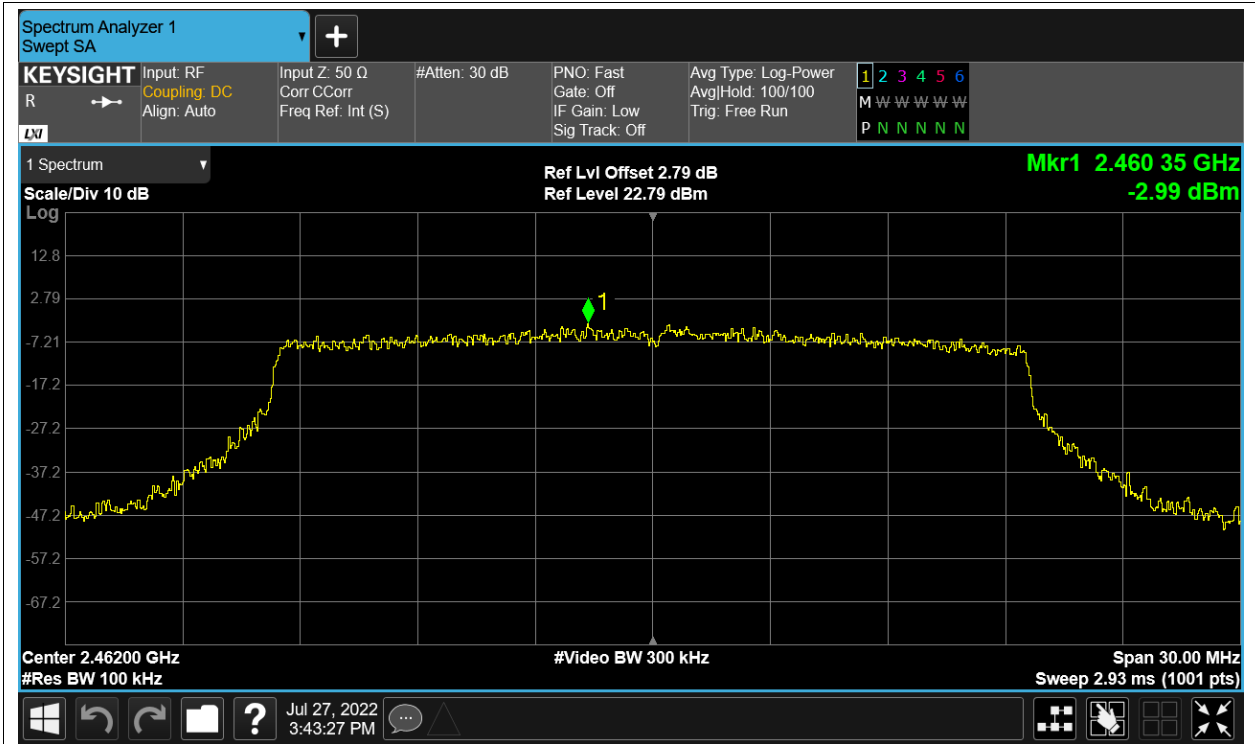 Spectrum Analyzer 1
Swept SA
+
KEYSIGHT
R
LXI
Input: RF
Coupling: DC
Align: Auto
Input Z: 50 Ω
Corr CCorr
Freq Ref: Int (S)
#Atten: 30 dB
PNO: Fast
Gate: Off
IF Gain: Low
Sig Track: Off
Avg Type: Log-Power
Avg|Hold: 100/100
Trig: Free Run
1 2 3 4 5 6
M W W W W W
P N N N N N
1 Spectrum
Scale/Div 10 dB
Log
Ref Lvl Offset 2.79 dB
Ref Level 22.79 dBm
Mkr1 2.460 35 GHz
-2.99 dBm
12.8
2.79
-7.21
-17.2
-27.2
-37.2
-47.2
-57.2
-67.2
1
Center 2.46200 GHz
#Res BW 100 kHz
#Video BW 300 kHz
Span 30.00 MHz
Sweep 2.93 ms (1001 pts)
?
Jul 27, 2022
3:43:27 PM